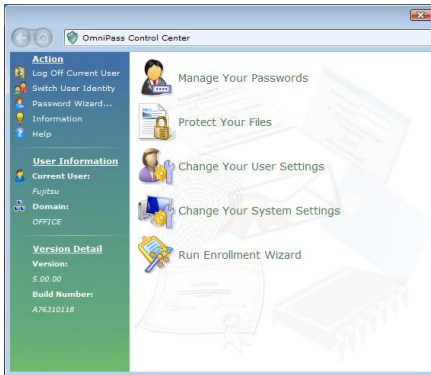 OmniPass Control Center
Action
Log Off Current User
Switch User Identity
Password Wizard...
Information
Help
User Information
Current User:
Fujitsu
Domain:
OFFICE
Version Detail
Version:
5.00.00
Build Number:
A76310118
Manage Your Passwords
Protect Your Files
Change Your User Settings
Change Your System Settings
Run Enrollment Wizard